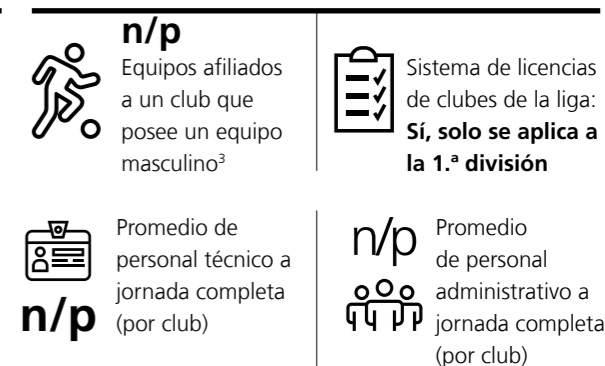 n/p
Equipos afiliados
a un club que
posee un equipo
masculino³
Sistema de licencias
de clubes de la liga:
Sí, solo se aplica a
la 1.ª división
n/p
Promedio de
personal técnico a
jornada completa
(por club)
n/p
Promedio
de personal
administrativo a
jornada completa
(por club)